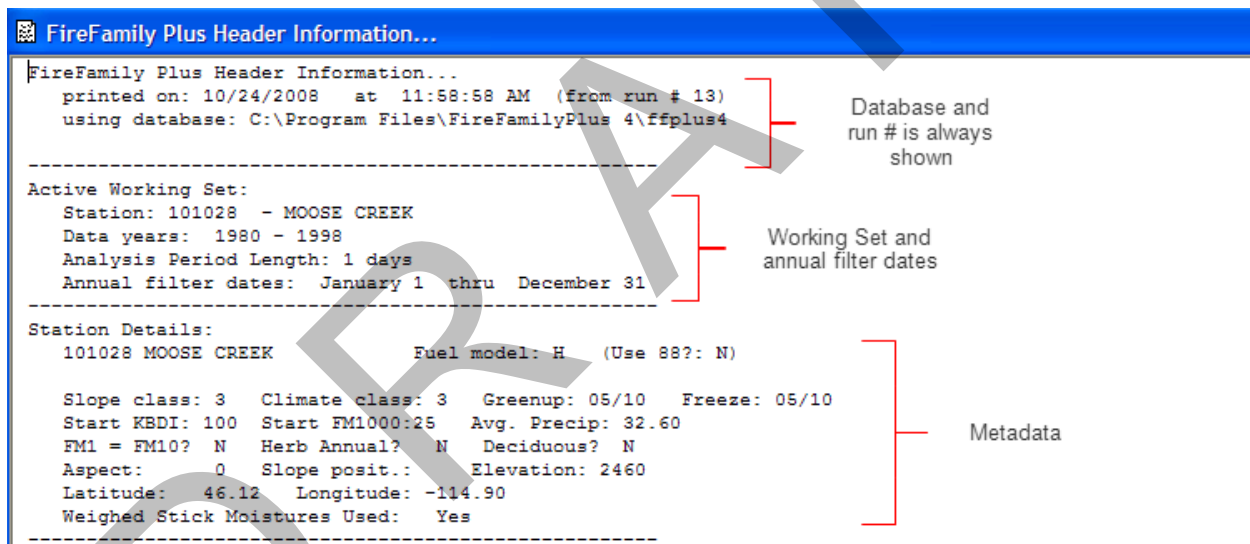 FireFamily Plus Header Information...
FireFamily Plus Header Information...
printed on: 10/24/2008 at 11:58:58 AM (from run # 13)
using database: C:\Program Files\FireFamilyPlus 4\ffplus4
Database and
run # is always
shown
-----------------------------------------------------
Active Working Set:
Station: 101028 - MOOSE CREEK
Data years: 1980 - 1998
Analysis Period Length: 1 days
Annual filter dates: January 1 thru December 31
Working Set and
annual filter dates
-----------------------------------------------------
Station Details:
101028 MOOSE CREEK Fuel model: H (Use 88?: N)
Slope class: 3 Climate class: 3 Greenup: 05/10 Freeze: 05/10
Start KBDI: 100 Start FM1000:25 Avg. Precip: 32.60
FM1 = FM10? N Herb Annual? N Deciduous? N
Aspect: 0 Slope posit.: Elevation: 2460
Latitude: 46.12 Longitude: -114.90
Weighed Stick Moistures Used: Yes
Metadata
-----------------------------------------------------